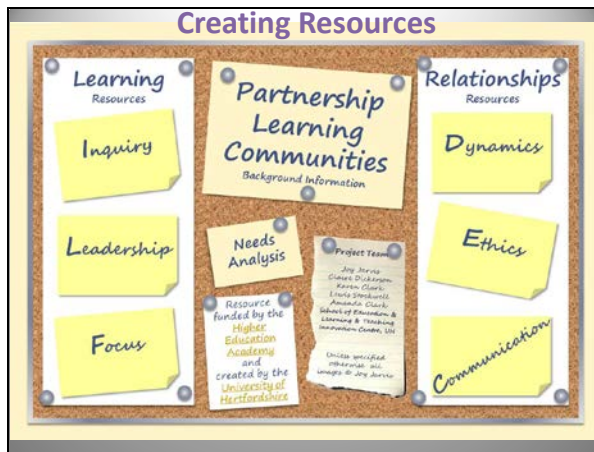 Creating Resources
Learning
Resources
Inquiry
Leadership
Focus
Partnership
Learning
Communities
Background Information
Needs
Analysis
Resource
funded by the
Higher
Education
Academy
and
created by the
University of
Hertfordshire
Project Team
Joy Jarvis
Claire Dickerson
Karen Clark
Lewis Stockwell
Amanda Clark
School of Education &
Learning & Teaching
Innovation Centre, UH
Unless specified
otherwise all
images © Joy Jarvis
Relationships
Resources
Dynamics
Ethics
Communication